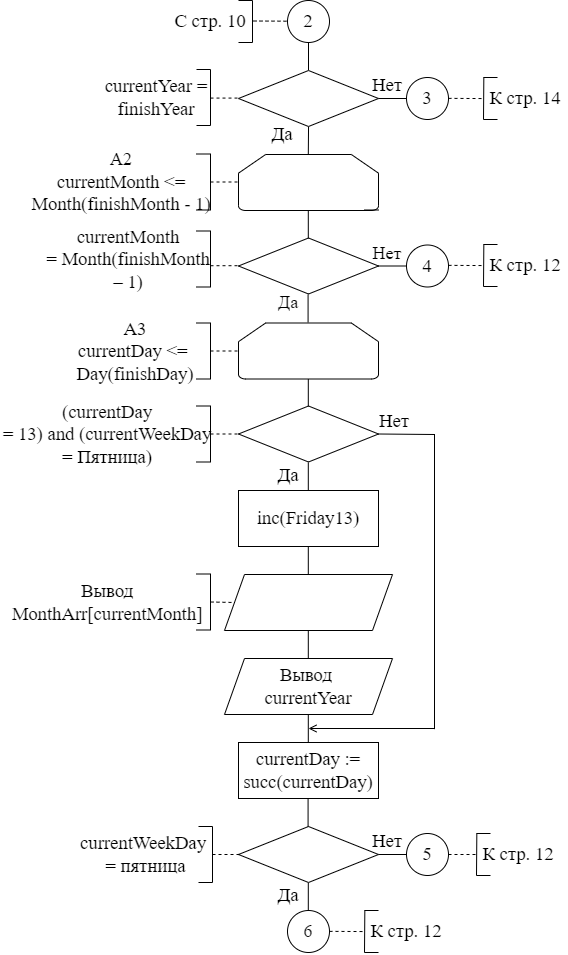 С стр. 10
2
currentYear =
finishYear
Нет
3
К стр. 14
Да
A2
currentMonth <=
Month(finishMonth - 1)
currentMonth
= Month(finishMonth
– 1)
Нет
4
К стр. 12
Да
A3
currentDay <=
Day(finishDay)
(currentDay
= 13) and (currentWeekDay
= Пятница)
Нет
Да
inc(Friday13)
Вывод
MonthArr[currentMonth]
Вывод
currentYear
currentDay :=
succ(currentDay)
currentWeekDay
= пятница
Нет
5
К стр. 12
Да
6
К стр. 12